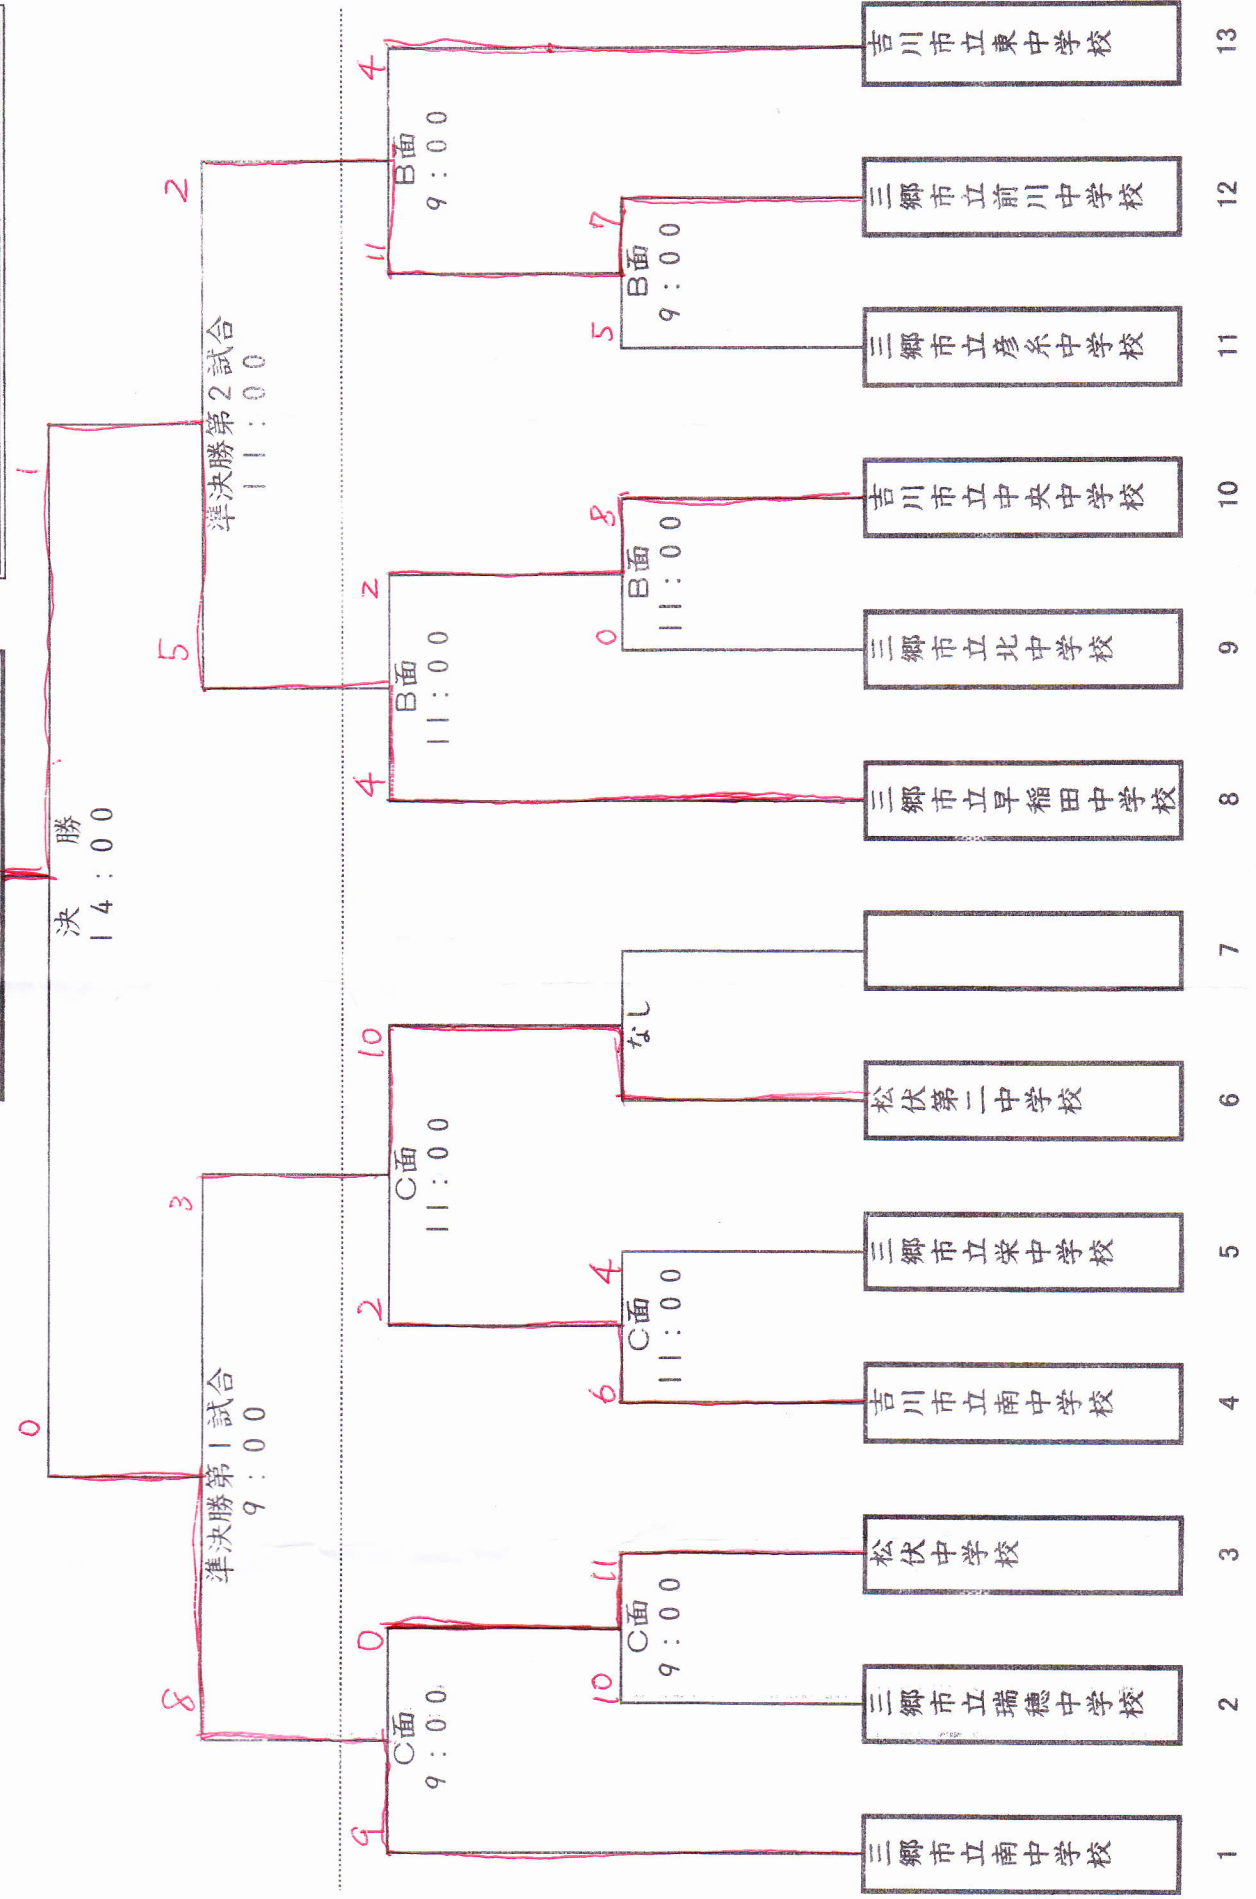 1
0
決　勝
14:00
2
5
準決勝第2試合
11:00
3
8
準決勝第1試合
9:00
4
11
B面
9:00
2
4
B面
11:00
10
2
C面
11:00
0
9
C面
9:00
7
5
B面
9:00
8
0
B面
11:00
なし
4
6
C面
11:00
11
10
C面
9:00
吉川市立東中学校
13
三郷市立前川中学校
12
三郷市立彦糸中学校
11
吉川市立中央中学校
10
三郷市立北中学校
9
三郷市立早稲田中学校
8
7
松伏第二中学校
6
三郷市立栄中学校
5
吉川市立南中学校
4
松伏中学校
3
三郷市立瑞穂中学校
2
三郷市立南中学校
1